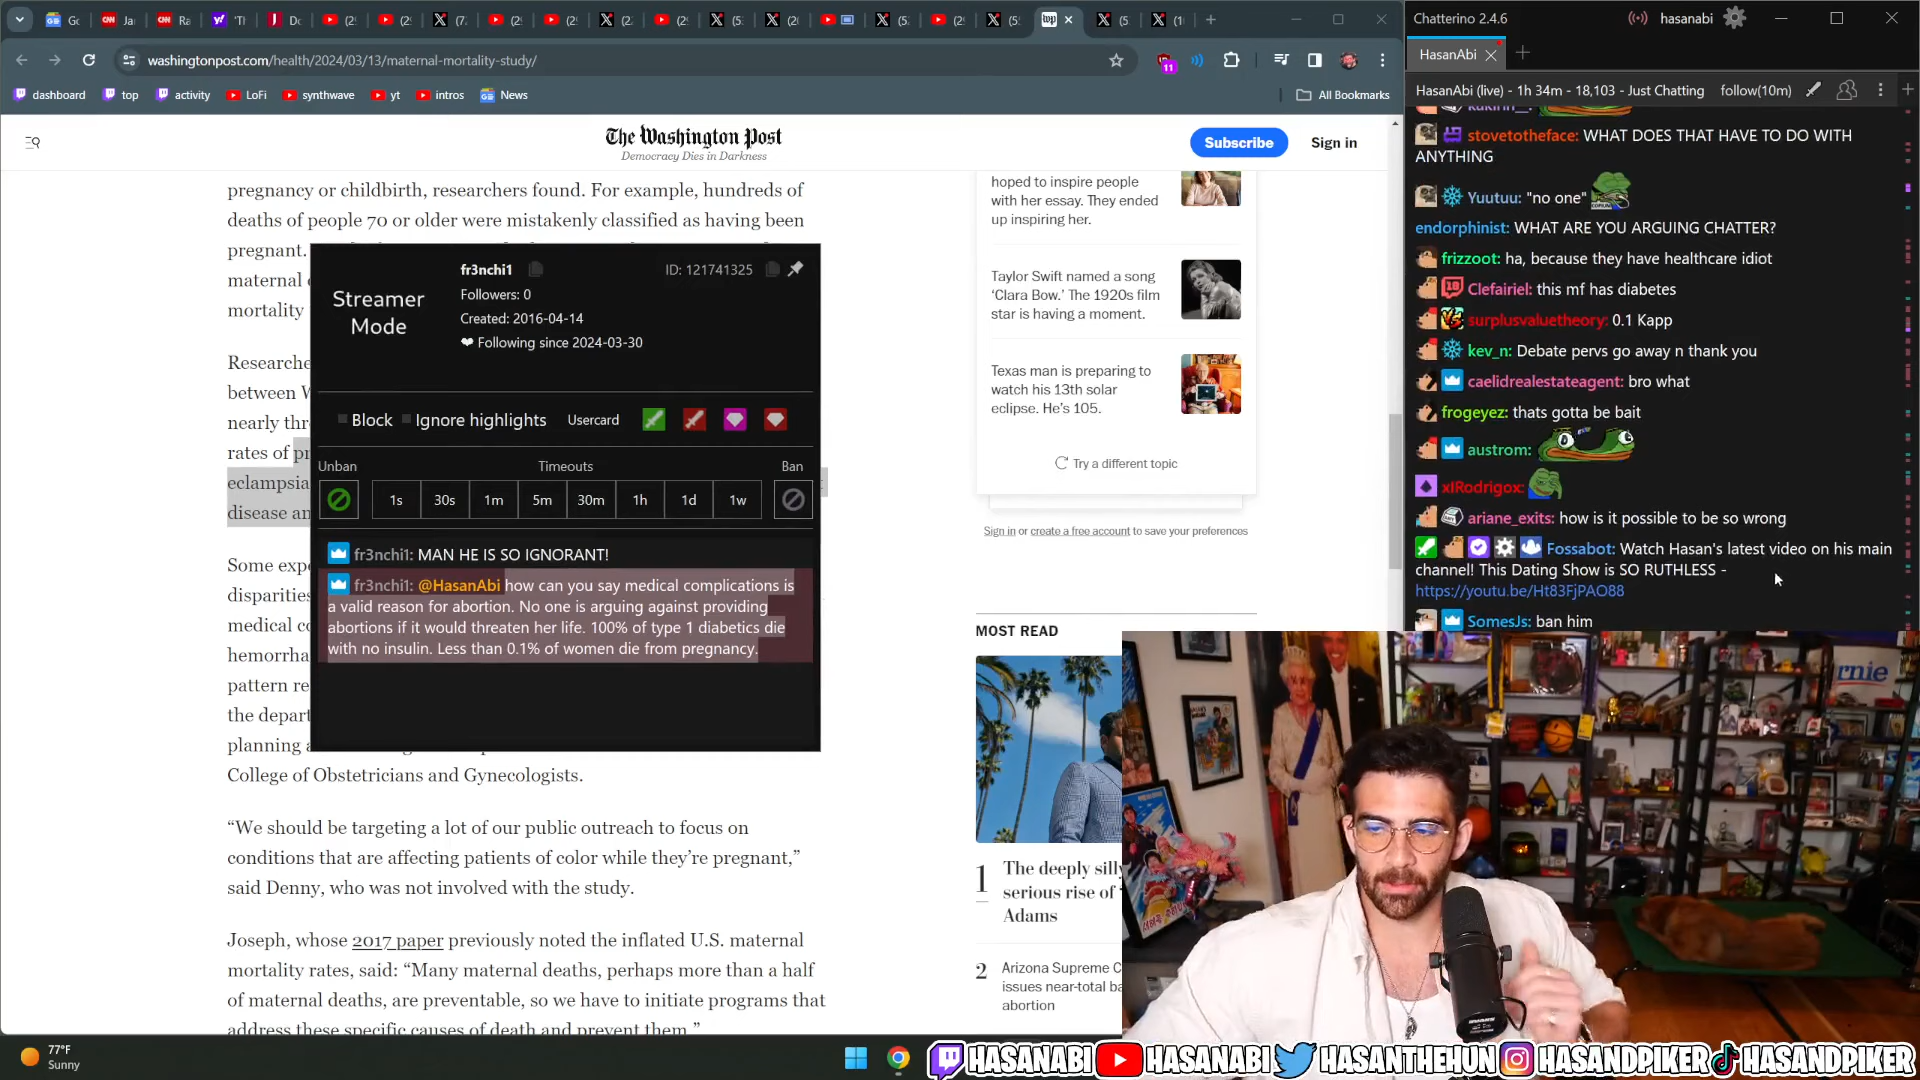 washingtonpost.com/health/2024/03/13/maternal-mortality-study/
11
dashboard
top
activity
LoFi
synthwave
yt
intros
News
All Bookmarks
The Washington Post
Democracy Dies in Darkness
Subscribe
Sign in
pregnancy or childbirth, researchers found. For example, hundreds of
deaths of people 70 or older were mistakenly classified as having been
pregnant.
maternal
mortality
between
rates of
eclampsia
disease
Some
disparities
medical
pattern
planning
College of Obstetricians and Gynecologists.
“We should be targeting a lot of our public outreach to focus on
conditions that are affecting patients of color while they’re pregnant,”
said Denny, who was not involved with the study.
Joseph, whose 2017 paper previously noted the inflated U.S. maternal
mortality rates, said: “Many maternal deaths, perhaps more than a half
of maternal deaths, are preventable, so we have to initiate programs that
address these specific causes of death and prevent them.”
Streamer
Mode
fr3nchi1
ID: 121741325
Followers: 0
Created: 2016-04-14
❤ Following since 2024-03-30
Block
Ignore highlights
Usercard
Unban
Timeouts
Ban
1s
30s
1m
5m
30m
1h
1d
1w
fr3nchi1: MAN HE IS SO IGNORANT!
fr3nchi1: @HasanAbi how can you say medical complications is
a valid reason for abortion. No one is arguing against providing
abortions if it would threaten her life. 100% of type 1 diabetics die
with no insulin. Less than 0.1% of women die from pregnancy.
hoped to inspire people
with her essay. They ended
up inspiring her.
Taylor Swift named a song
‘Clara Bow.’ The 1920s film
star is having a moment.
Texas man is preparing to
watch his 13th solar
eclipse. He’s 105.
Try a different topic
Sign in or create a free account to save your preferences
MOST READ
1
The deeply silly
serious rise of
Adams
2
Arizona Supreme
issues near-total
abortion
Chatterino 2.4.6
hasanabi
HasanAbi
HasanAbi (live) - 1h 34m - 18,103 - Just Chatting
follow(10m)
stovetotheface: WHAT DOES THAT HAVE TO DO WITH
ANYTHING
Yuutuu: "no one"
endorphinist: WHAT ARE YOU ARGUING CHATTER?
frizzoot: ha, because they have healthcare idiot
Clefairiel: this mf has diabetes
surplusvaluetheory: 0.1 Kapp
kev_n: Debate pervs go away n thank you
caelidrealestateagent: bro what
frogeyez: thats gotta be bait
austrom:
xIRodrigox:
ariane_exits: how is it possible to be so wrong
Fossabot: Watch Hasan's latest video on his main
channel! This Dating Show is SO RUTHLESS -
https://youtu.be/Ht83FjPAO88
SomesJs: ban him
rnie
77°F
Sunny
HASANABI
HASANABI
HASANTHEHUN
HASANDPIKER
HASANDPIKER